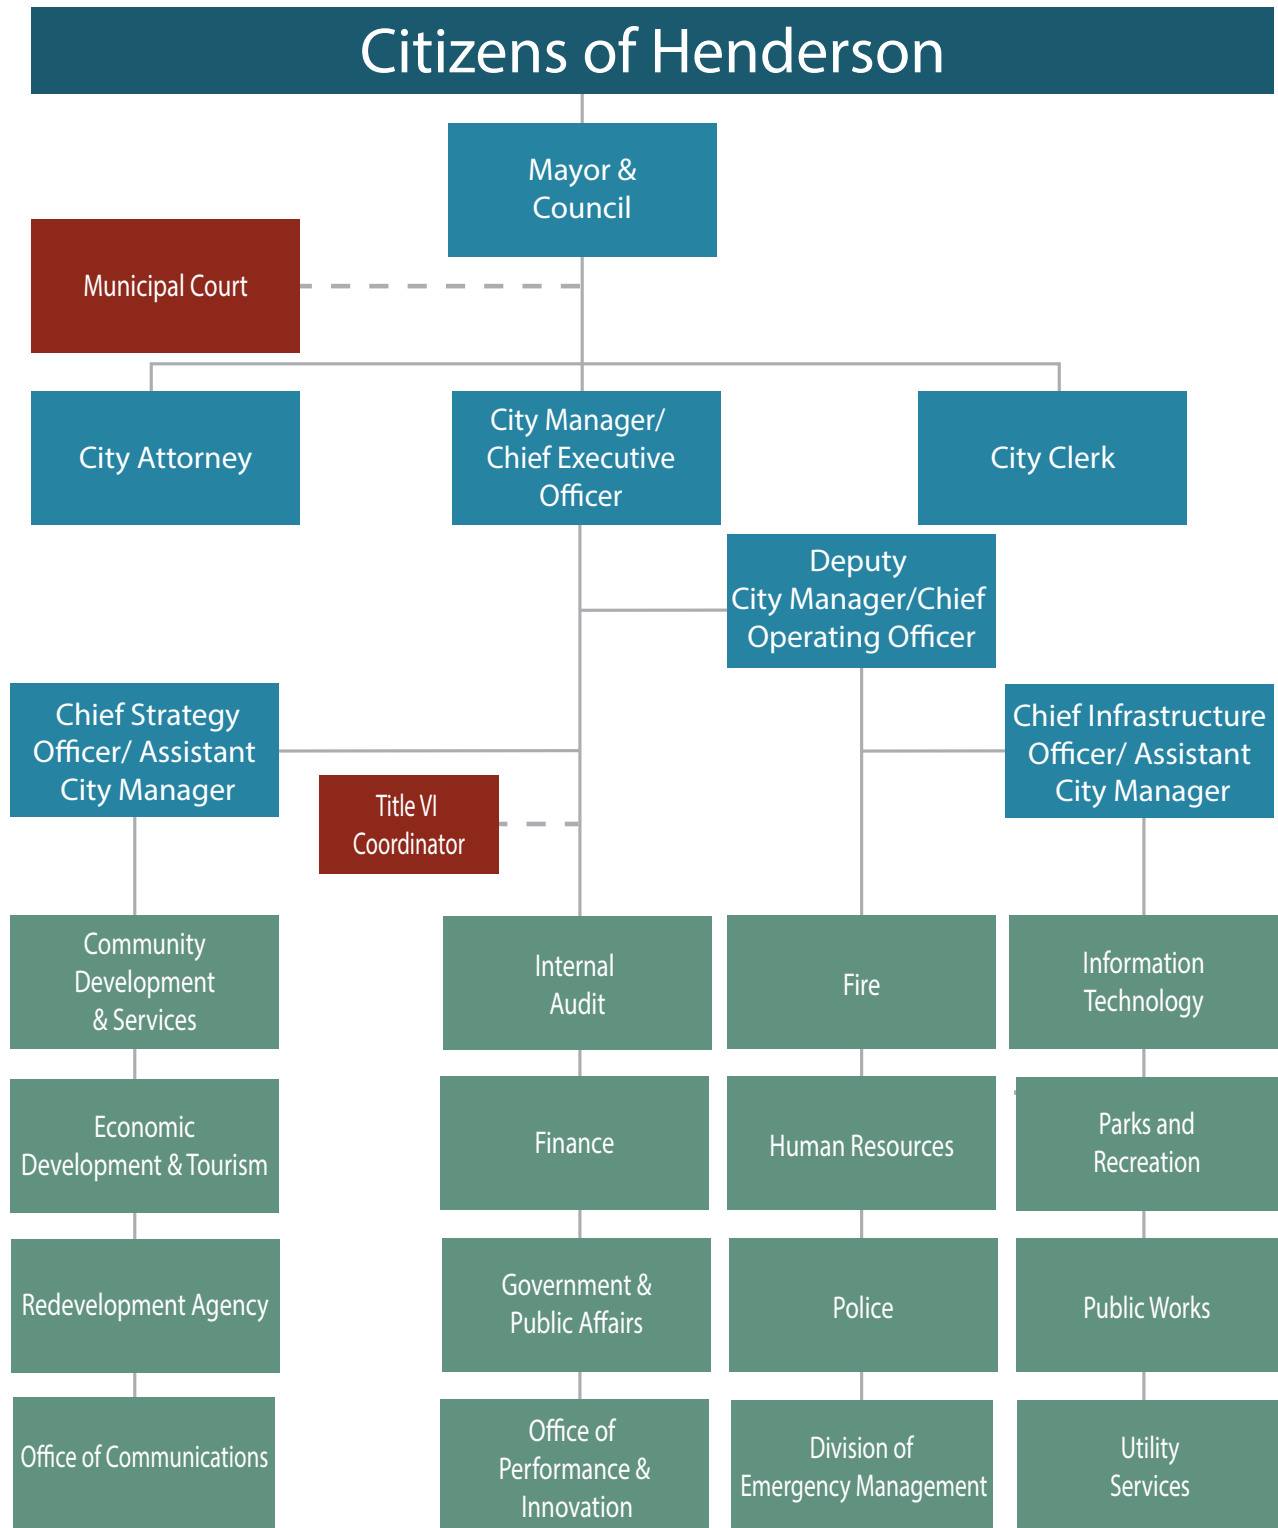 Citizens of Henderson
Mayor &
Council
Municipal Court
City Attorney
City Manager/
Chief Executive
Officer
City Clerk
Deputy
City Manager/Chief
Operating Officer
Chief Strategy
Officer/ Assistant
City Manager
Chief Infrastructure
Officer/ Assistant
City Manager
Title VI
Coordinator
Community
Development
& Services
Internal
Audit
Fire
Information
Technology
Economic
Development & Tourism
Finance
Human Resources
Parks and
Recreation
Redevelopment Agency
Government &
Public Affairs
Police
Public Works
Office of Communications
Office of
Performance &
Innovation
Division of
Emergency Management
Utility
Services